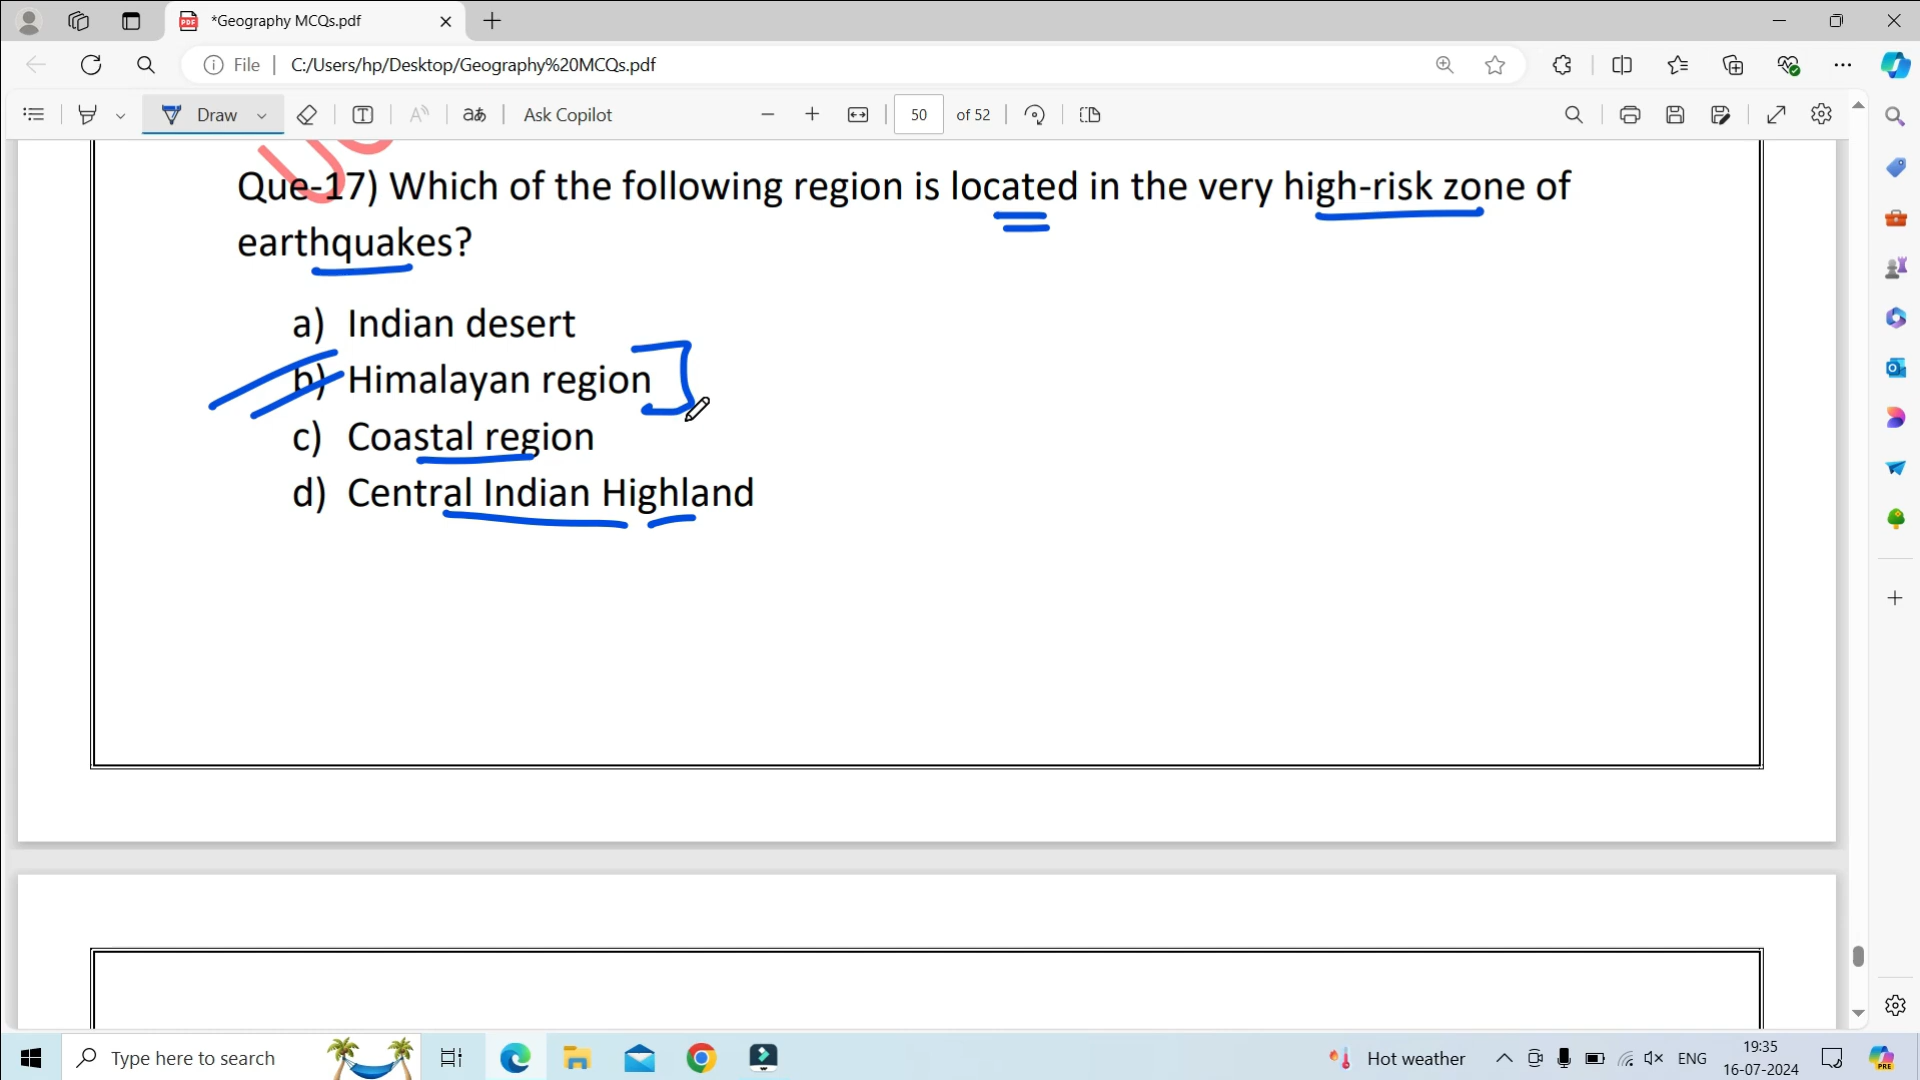 *Geography MCQs.pdf
File
C:/Users/hp/Desktop/Geography%20MCQs.pdf
Draw
aあ
Ask Copilot
50
of 52
Que-17) Which of the following region is located in the very high-risk zone of
earthquakes?
a) Indian desert
b) Himalayan region
c) Coastal region
d) Central Indian Highland
Type here to search
Hot weather
ENG
19:35
16-07-2024